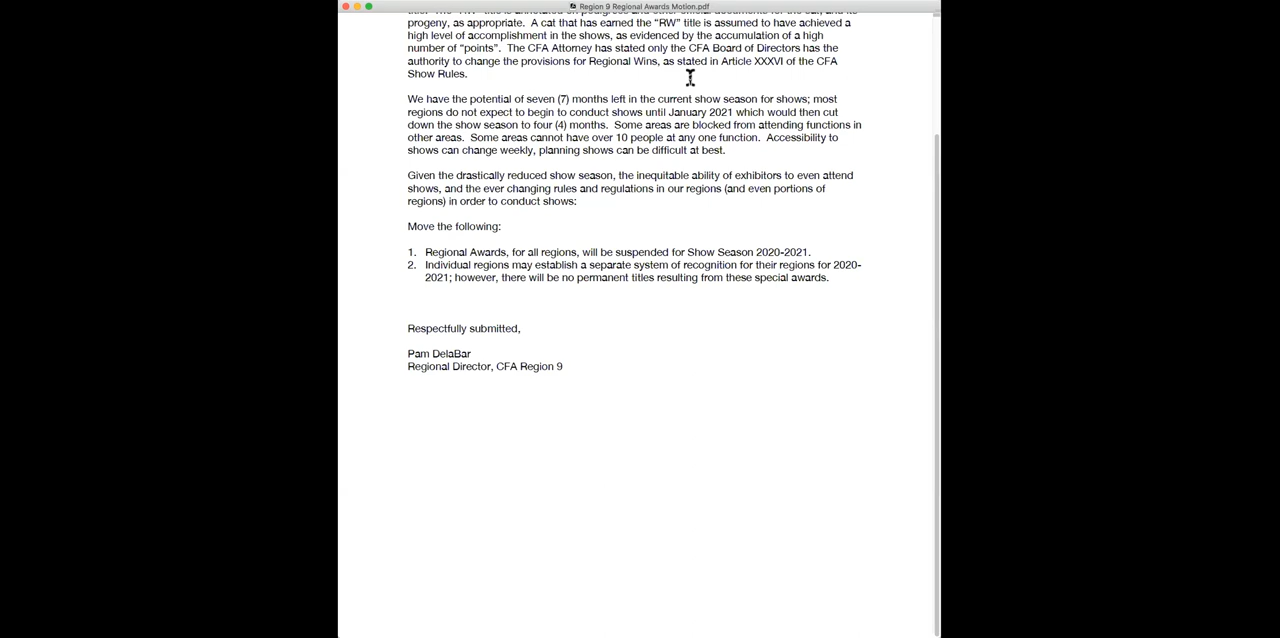 Region 9 Regional Awards Motion.pdf
progeny, as appropriate. A cat that has earned the “RW” title is assumed to have achieved a
high level of accomplishment in the shows, as evidenced by the accumulation of a high
number of “points”. The CFA Attorney has stated only the CFA Board of Directors has the
authority to change the provisions for Regional Wins, as stated in Article XXXVI of the CFA
Show Rules.
We have the potential of seven (7) months left in the current show season for shows; most
regions do not expect to begin to conduct shows until January 2021 which would then cut
down the show season to four (4) months. Some areas are blocked from attending functions in
other areas. Some areas cannot have over 10 people at any one function. Accessibility to
shows can change weekly, planning shows can be difficult at best.
Given the drastically reduced show season, the inequitable ability of exhibitors to even attend
shows, and the ever changing rules and regulations in our regions (and even portions of
regions) in order to conduct shows:
Move the following:
1. Regional Awards, for all regions, will be suspended for Show Season 2020-2021.
2. Individual regions may establish a separate system of recognition for their regions for 2020-
2021; however, there will be no permanent titles resulting from these special awards.
Respectfully submitted,
Pam DelaBar
Regional Director, CFA Region 9